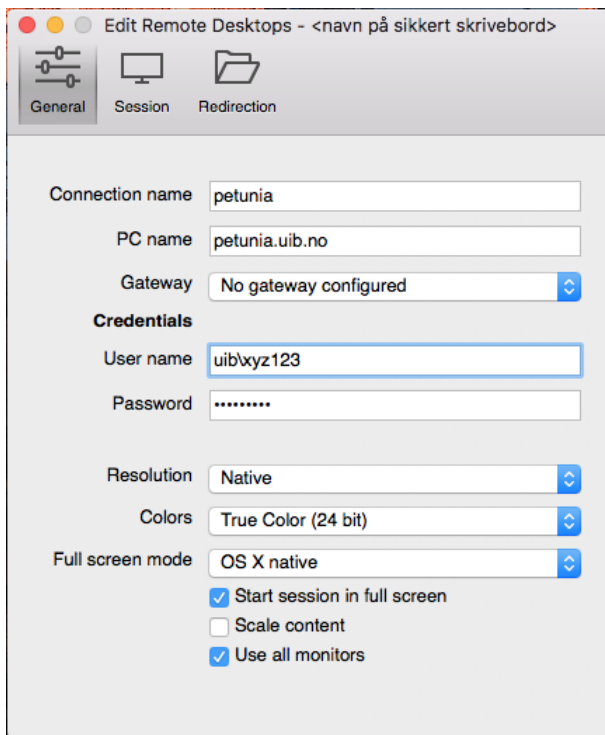 Edit Remote Desktops - <navn på sikkert skrivebord>
General Session Redirection
Connection name petunia
PC name petunia.uib.no
Gateway No gateway configured
Credentials
User name uib\xyz123
Password •••••••••
Resolution Native
Colors True Color (24 bit)
Full screen mode OS X native
Start session in full screen
Scale content
Use all monitors